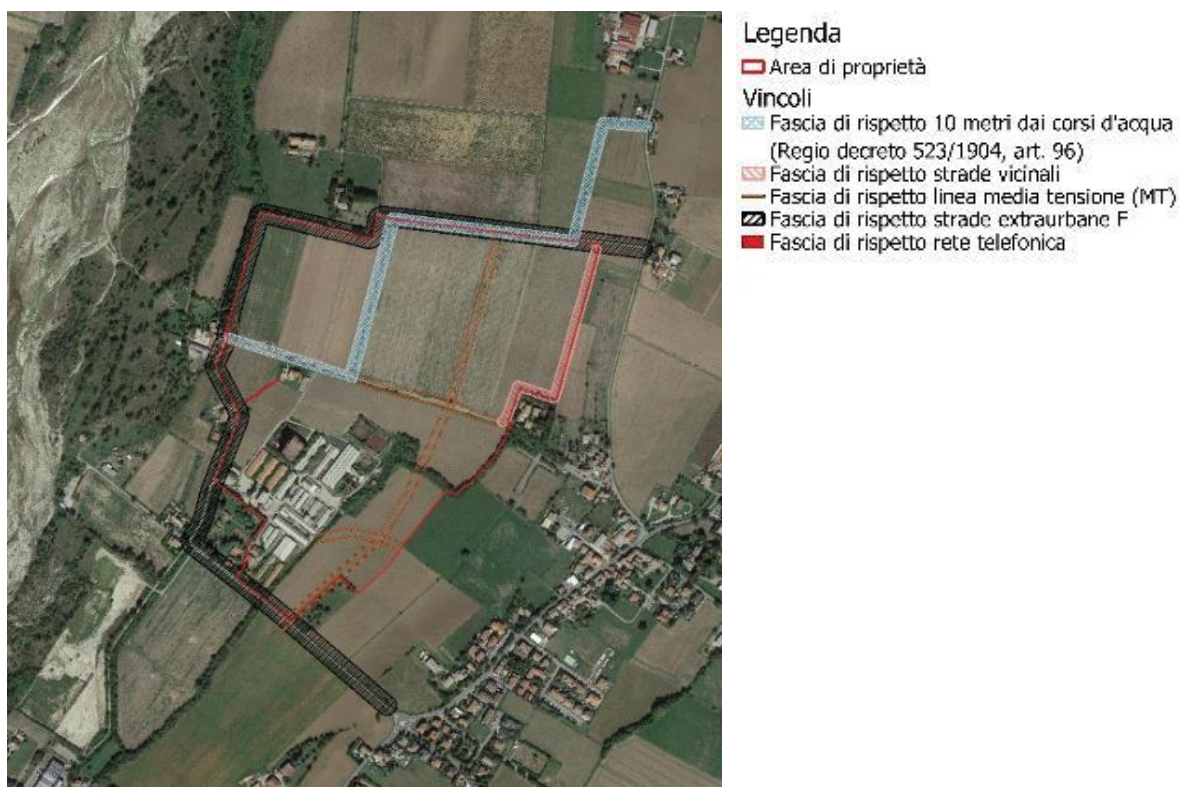 Legenda
Area di proprietà
Vincoli
Fascia di rispetto 10 metri dai corsi d'acqua
(Regio decreto 523/1904, art. 96)
Fascia di rispetto strade vicinali
Fascia di rispetto linea media tensione (MT)
Fascia di rispetto strade extraurbane F
Fascia di rispetto rete telefonica